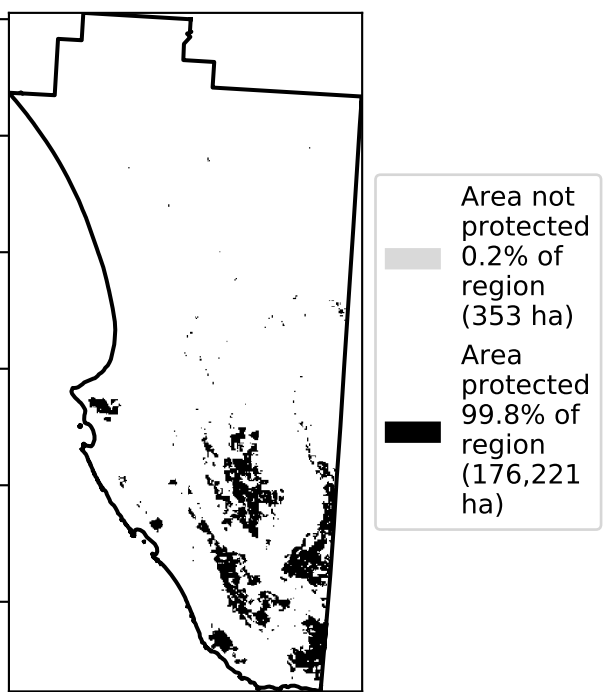 Area not
protected
0.2% of
region
(353 ha)
Area
protected
99.8% of
region
(176,221
ha)